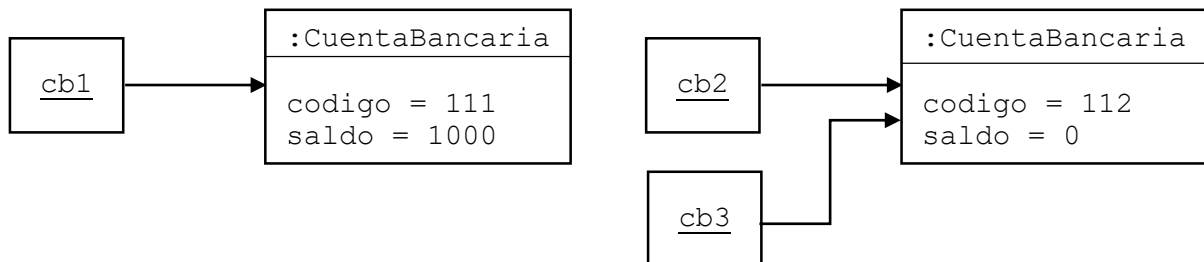 cb1
:CuentaBancaria
codigo = 111
saldo = 1000
cb2
:CuentaBancaria
codigo = 112
saldo = 0
cb3